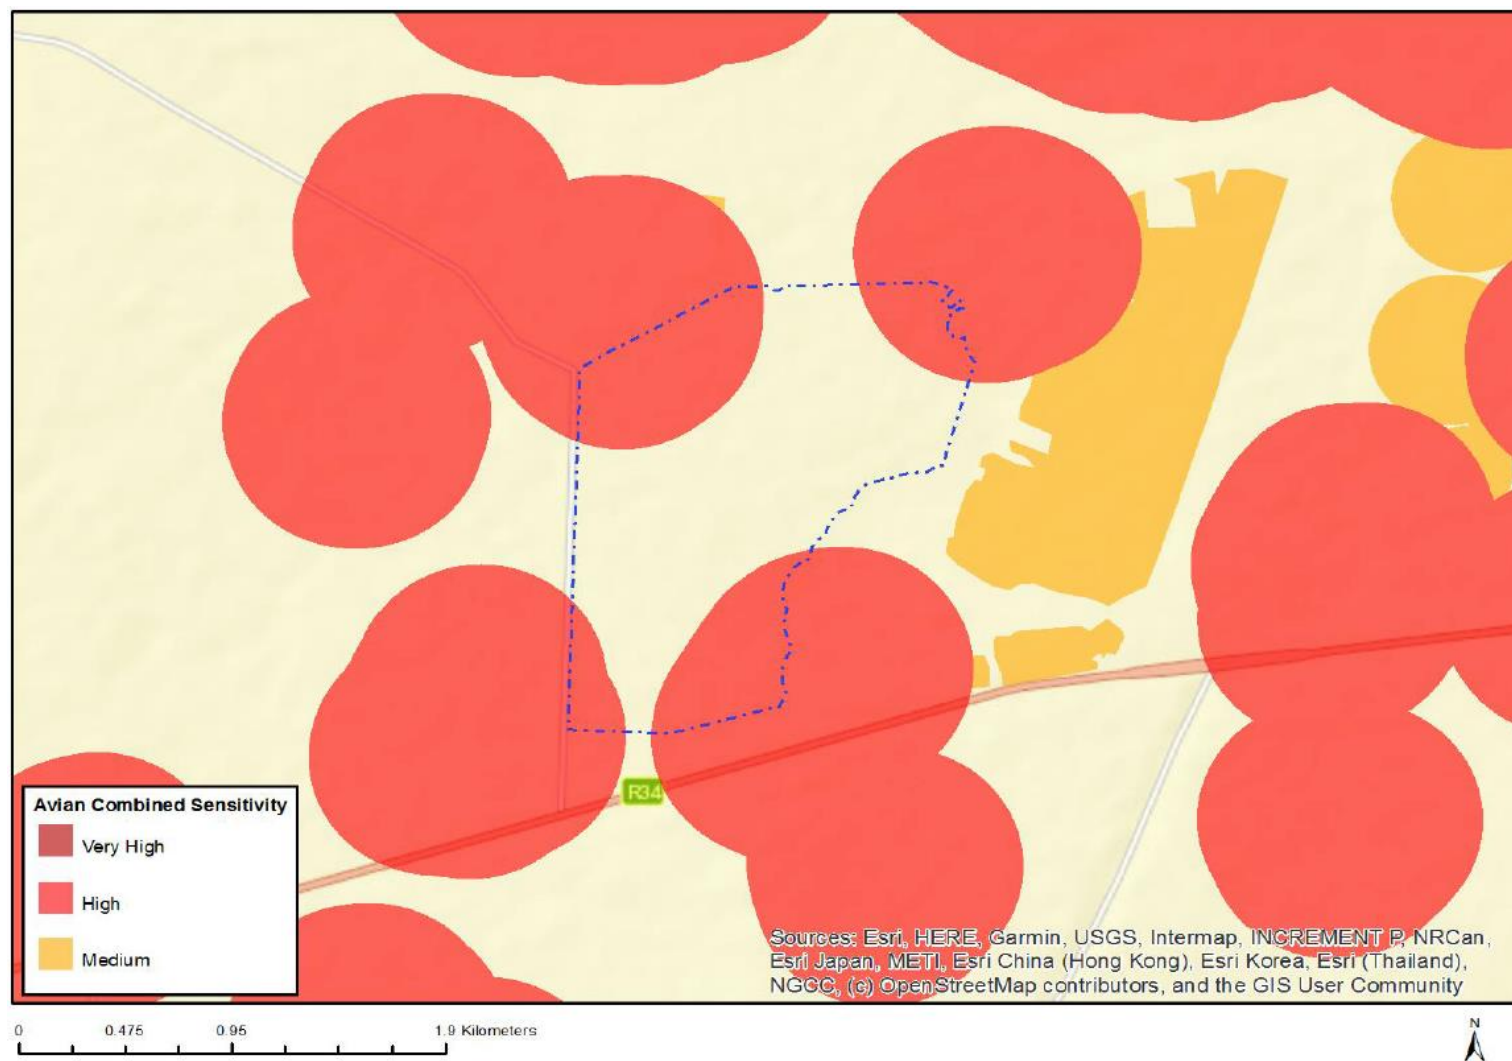 R34
Avian Combined Sensitivity
Very High
High
Medium
Sources: Esri, HERE, Garmin, USGS, Intermap, INCREMENT P, NRCan,
Esri Japan, METI, Esri China (Hong Kong), Esri Korea, Esri (Thailand),
NGCC, (c) OpenStreetMap contributors, and the GIS User Community
0 0.475 0.95 1.9 Kilometers
N